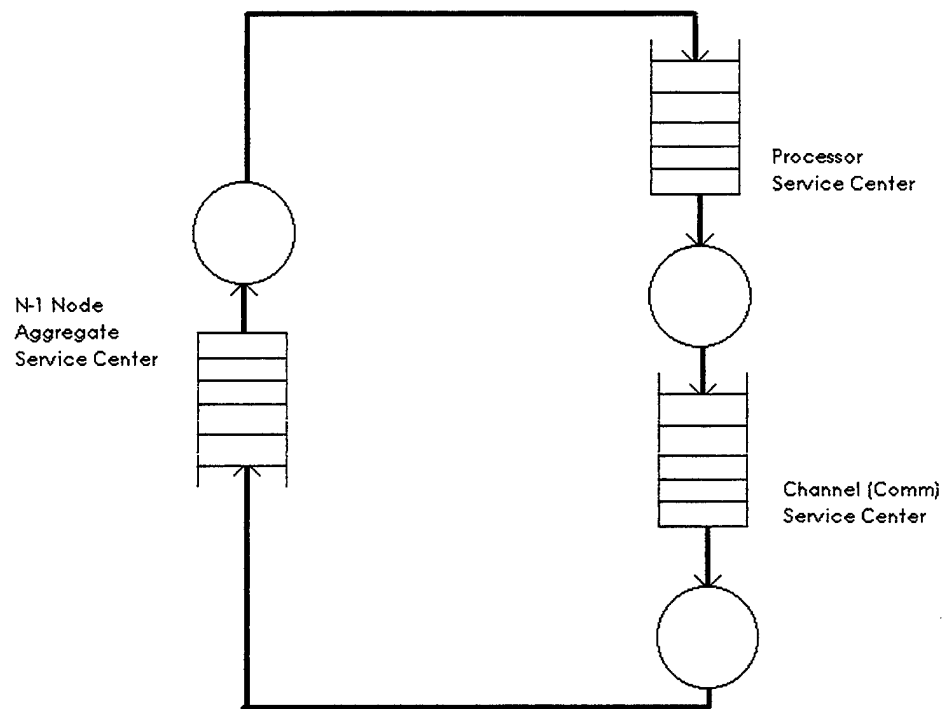 Processor
Service Center
N-1 Node
Aggregate
Service Center
Channel (Comm)
Service Center